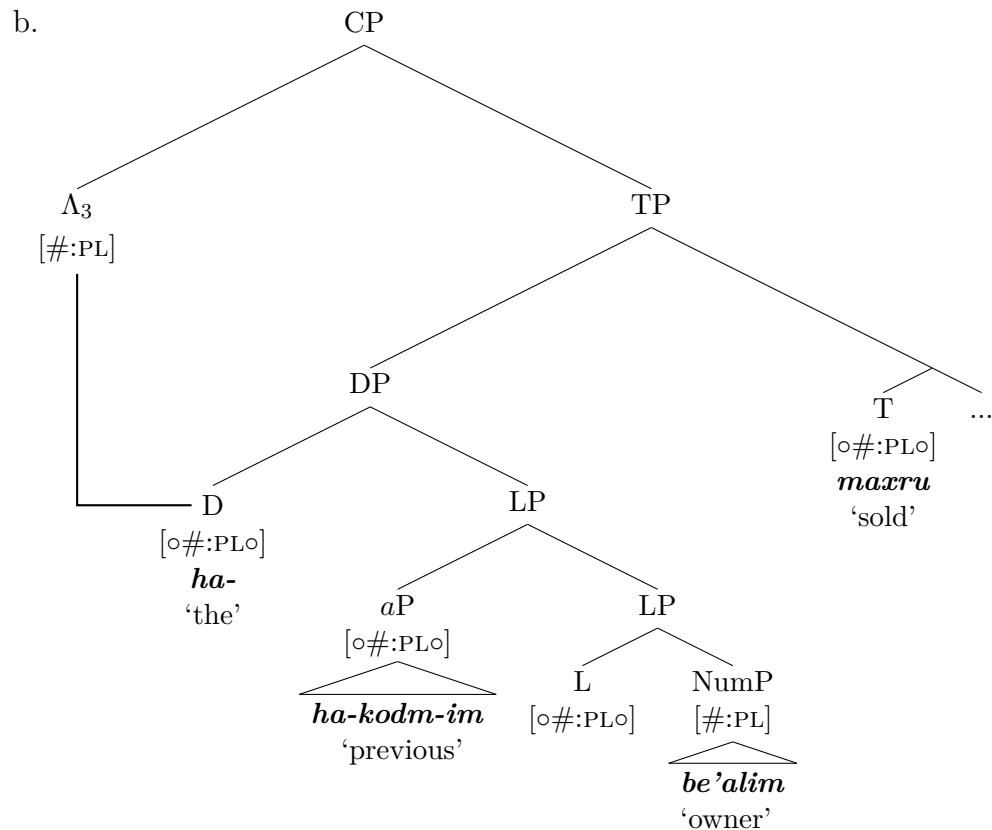 b.
CP
Λ₃ TP
[#:PL]
DP
T ...
[∘#:PL∘]
maxru
‘sold’
D LP
[∘#:PL∘]
ha-
‘the’
aP LP
[∘#:PL∘]
L NumP
[∘#:PL∘] [#:PL]
ha-kodm-im
‘previous’
be’alim
‘owner’